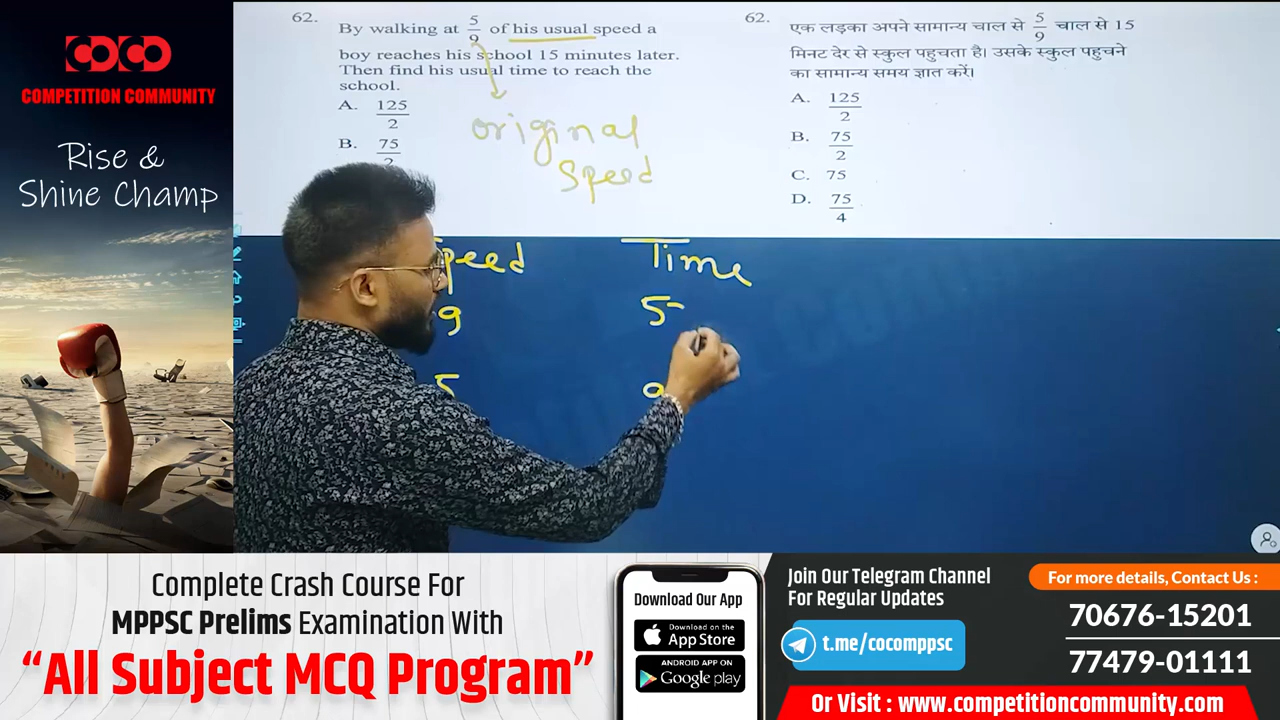 COCO
COMPETITION COMMUNITY
Rise &
Shine Champ
62.
By walking at 5/9 of his usual speed a
boy reaches his school 15 minutes later.
Then find his usual time to reach the
school.
A. 125/2
B. 75/2
original
speed
62.
एक लड़का अपने सामान्य चाल से 5/9 चाल से 15
मिनट देर से स्कुल पहुचता है। उसके स्कुल पहुचने
का सामान्य समय ज्ञात करें।
A. 125/2
B. 75/2
C. 75
D. 75/4
speed
Time
9
5
5
9
Complete Crash Course For
MPPSC Prelims Examination With
“All Subject MCQ Program”
Download Our App
Download on the
App Store
ANDROID APP ON
Google play
Join Our Telegram Channel
For Regular Updates
t.me/cocomppsc
For more details, Contact Us :
70676-15201
77479-01111
Or Visit : www.competitioncommunity.com